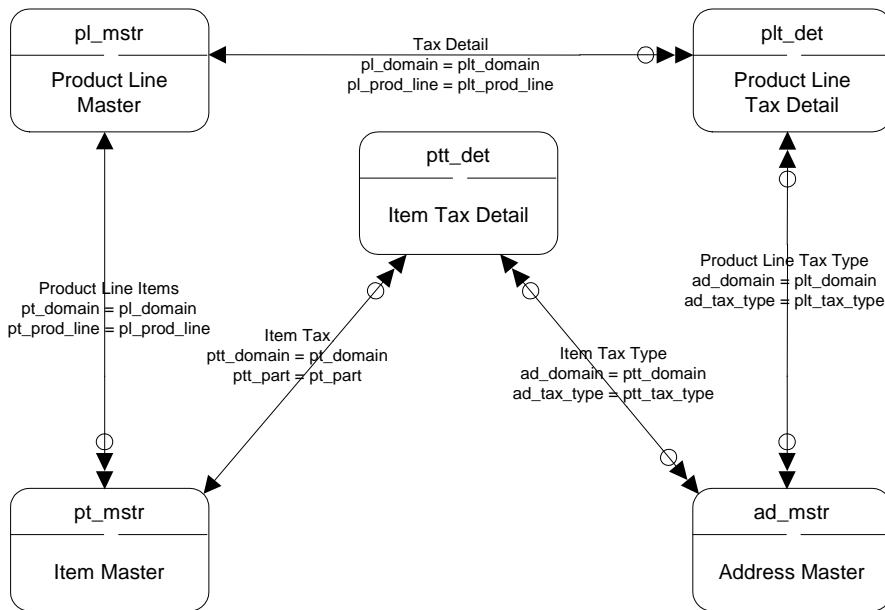 pl_mstr
Product Line
Master
Tax Detail
pl_domain = plt_domain
pl_prod_line = plt_prod_line
plt_det
Product Line
Tax Detail
ptt_det
Item Tax Detail
Product Line Items
pt_domain = pl_domain
pt_prod_line = pl_prod_line
Item Tax
ptt_domain = pt_domain
ptt_part = pt_part
Item Tax Type
ad_domain = ptt_domain
ad_tax_type = ptt_tax_type
Product Line Tax Type
ad_domain = plt_domain
ad_tax_type = plt_tax_type
pt_mstr
Item Master
ad_mstr
Address Master